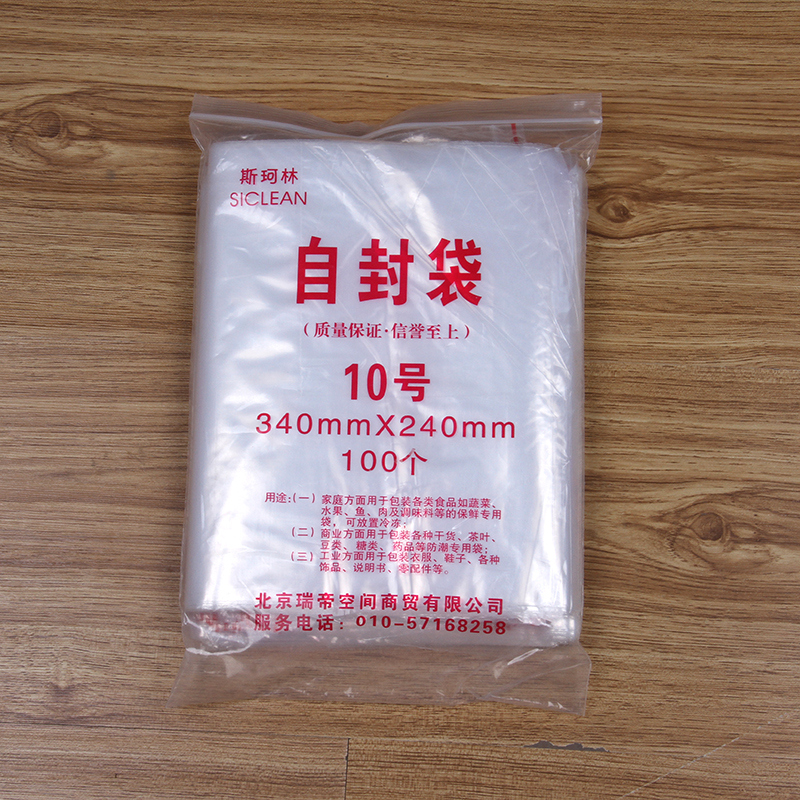 斯珂林
SICLEAN
自封袋
（质量保证·信誉至上）
10号
340mmX240mm
100个
用途:（一）家庭方面用于包装各类食品如蔬菜、
水果、鱼、肉及调味料等的保鲜专用
袋，可放置冷冻;
（二）商业方面用于包装各种干货、茶叶、
豆类、糖类、药品等防潮专用袋;
（三）工业方面用于包装衣服、鞋子、各种
饰品、说明书、零配件等。
北京瑞帝空间商贸有限公司
服务电话：010-57168258